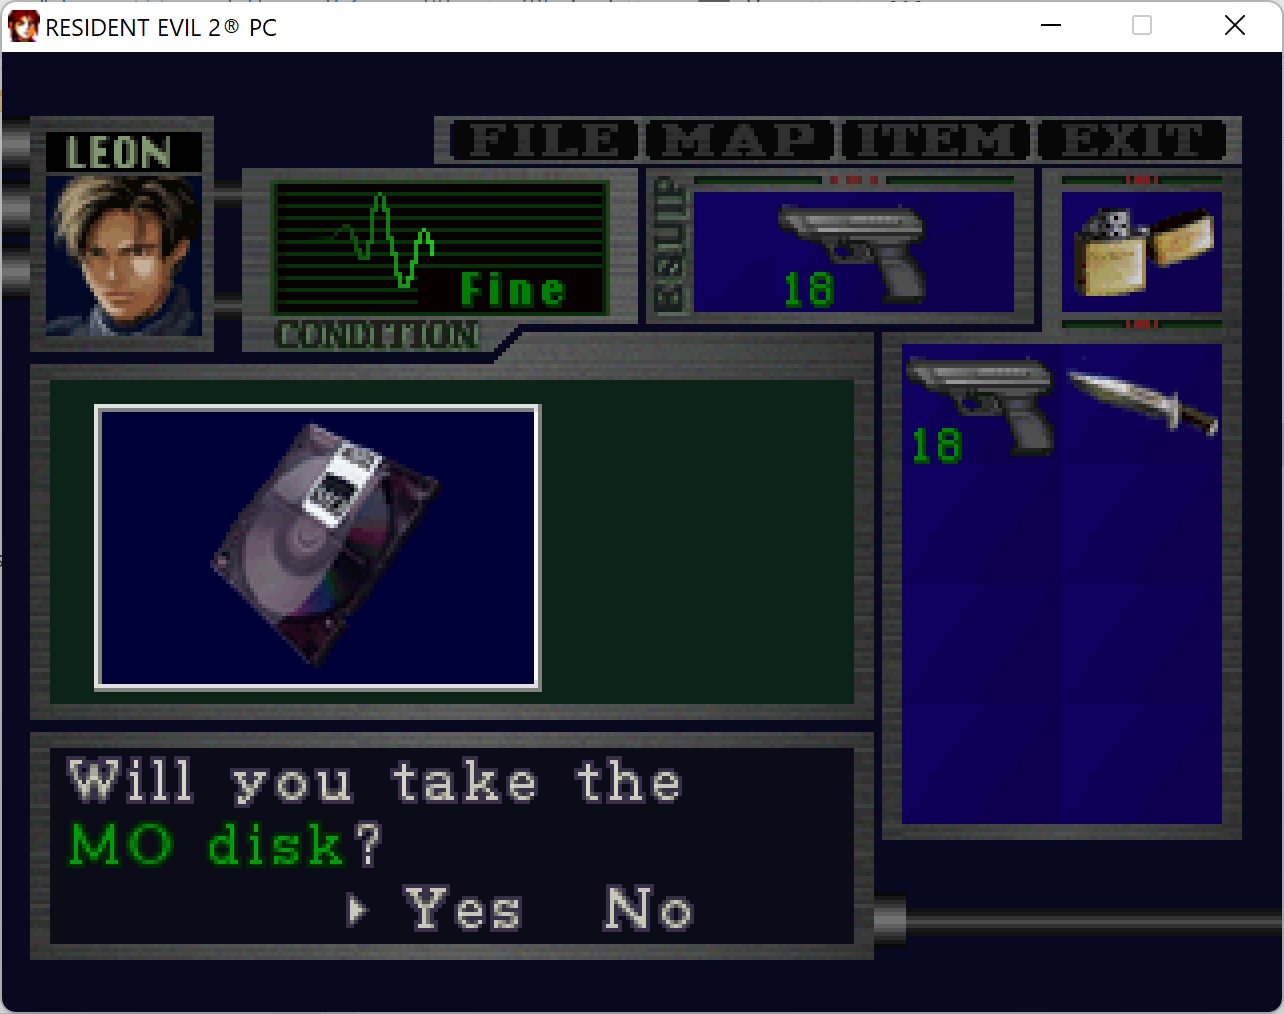 RESIDENT EVIL 2® PC
LEON
FILE MAP ITEM EXIT
Fine
CONDITION
18
18
Will you take the
MO disk?
Yes No